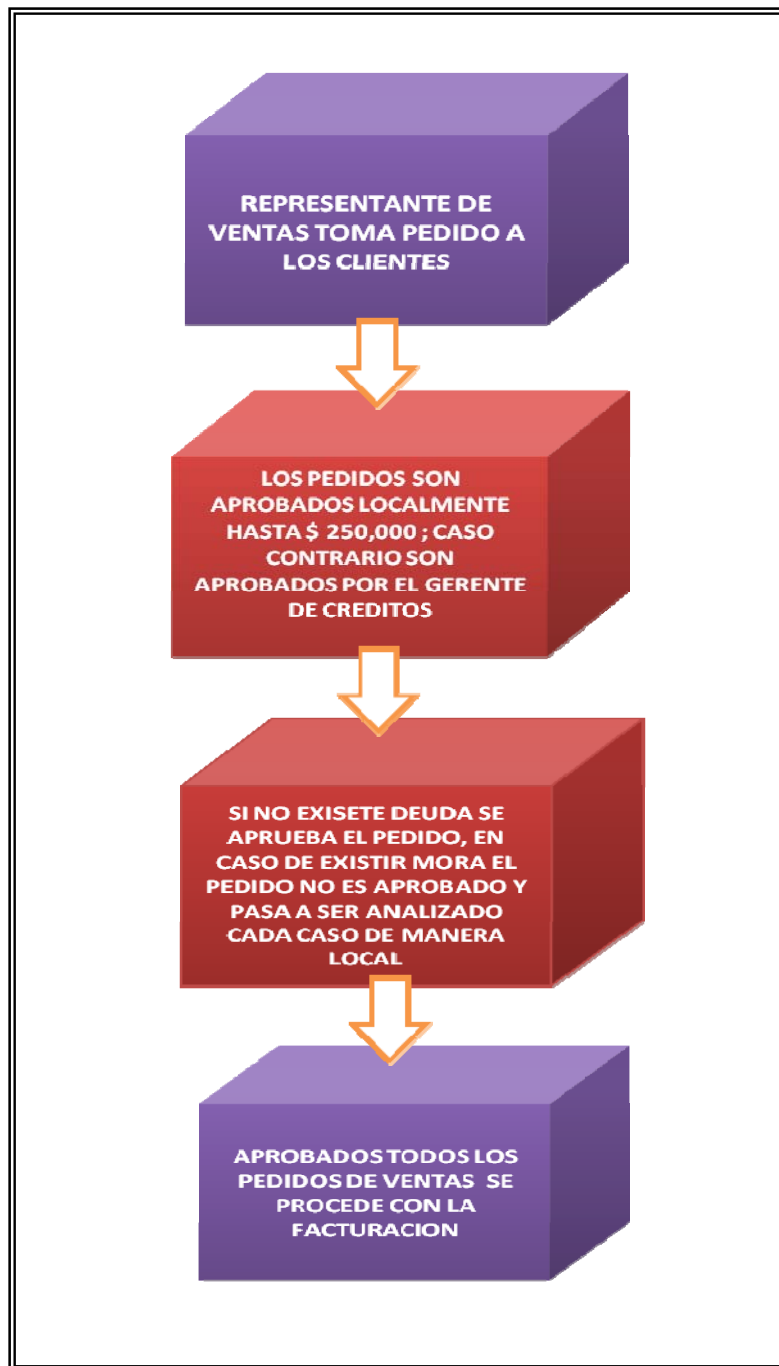 REPRESENTANTE DE
VENTAS TOMA PEDIDO A
LOS CLIENTES
LOS PEDIDOS SON
APROBADOS LOCALMENTE
HASTA $ 250,000 ; CASO
CONTRARIO SON
APROBADOS POR EL GERENTE
DE CREDITOS
SI NO EXISETE DEUDA SE
APRUEBA EL PEDIDO, EN
CASO DE EXISTIR MORA EL
PEDIDO NO ES APROBADO Y
PASA A SER ANALIZADO
CADA CASO DE MANERA
LOCAL
APROBADOS TODOS LOS
PEDIDOS DE VENTAS SE
PROCEDE CON LA
FACTURACION